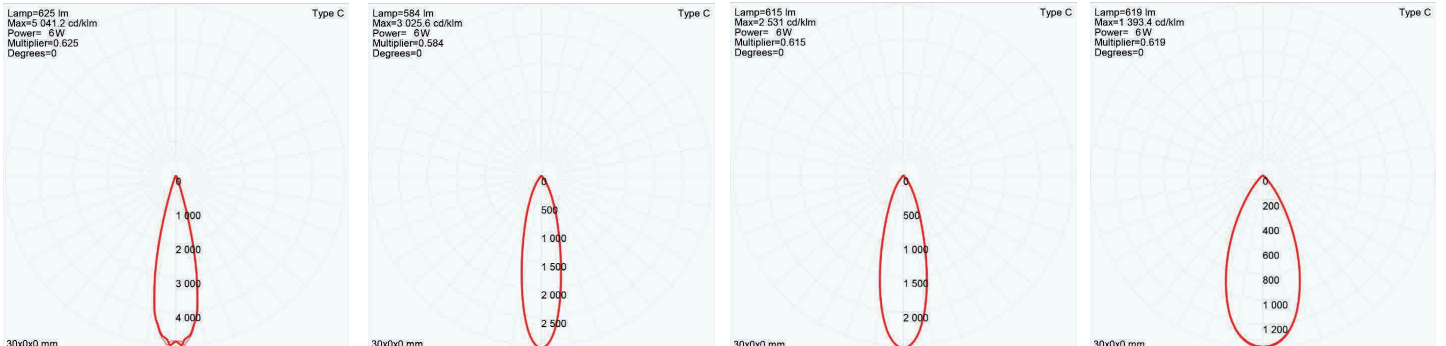 Lamp=625 lm
Type C
Max=5 041.2 cd/klm
Power= 6W
Multiplier=0.625
Degrees=0
0
1 000
2 000
3 000
4 000
30x0x0 mm
Lamp=584 lm
Type C
Max=3 025.6 cd/klm
Power= 6W
Multiplier=0.584
Degrees=0
0
500
1 000
1 500
2 000
2 500
30x0x0 mm
Lamp=615 lm
Type C
Max=2 531 cd/klm
Power= 6W
Multiplier=0.615
Degrees=0
0
500
1 000
1 500
2 000
30x0x0 mm
Lamp=619 lm
Type C
Max=1 393.4 cd/klm
Power= 6W
Multiplier=0.619
Degrees=0
0
200
400
600
800
1 000
1 200
30x0x0 mm